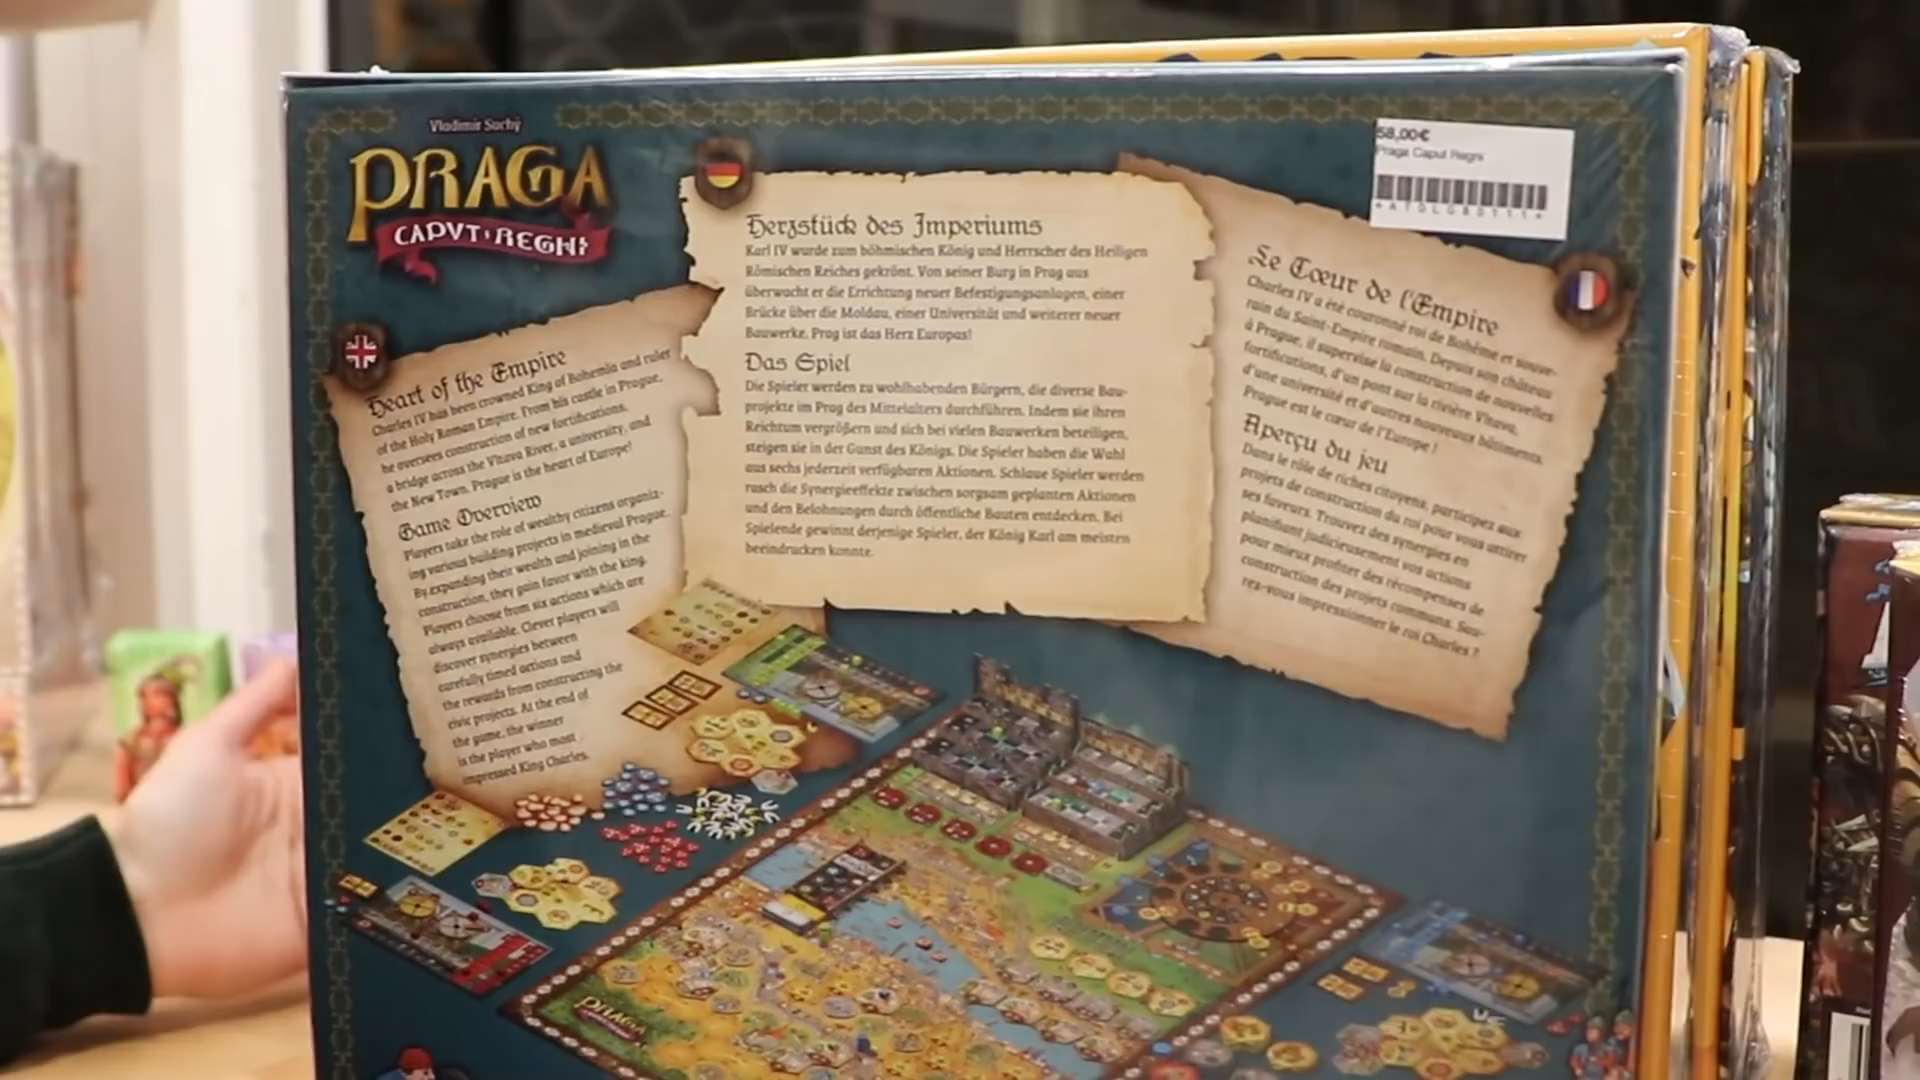 Vladimír Suchý
PRAGA
CAPVT REGNI
58,00€
Praga Caput Regni
Heart of the Empire
Charles IV has been crowned King of Bohemia and ruler
of the Holy Roman Empire. From his castle in Prague,
he oversees construction of new fortifications,
a bridge across the Vltava River, a university, and
the New Town. Prague is the heart of Europe!
Game Overview
Players take the role of wealthy citizens organiz-
ing various building projects in medieval Prague.
By expanding their wealth and joining in the
construction, they gain favor with the king.
Players choose from six actions which are
always available. Clever players will
discover synergies between
carefully timed actions and
the rewards from constructing the
civic projects. At the end of
the game, the winner
is the player who most
impressed King Charles.
Herzstück des Imperiums
Karl IV wurde zum böhmischen König und Herrscher des Heiligen
Römischen Reiches gekrönt. Von seiner Burg in Prag aus
überwacht er die Errichtung neuer Befestigungsanlagen, einer
Brücke über die Moldau, einer Universität und weiterer neuer
Bauwerke. Prag ist das Herz Europas!
Das Spiel
Die Spieler werden zu wohlhabenden Bürgern, die diverse Bau-
projekte im Prag des Mittelalters durchführen. Indem sie ihren
Reichtum vergrößern und sich bei vielen Bauwerken beteiligen,
steigen sie in der Gunst des Königs. Die Spieler haben die Wahl
aus sechs jederzeit verfügbaren Aktionen. Schlaue Spieler werden
rasch die Synergieeffekte zwischen sorgsam geplanten Aktionen
und den Belohnungen durch öffentliche Bauten entdecken. Bei
Spielende gewinnt derjenige Spieler, der König Karl am meisten
beeindrucken konnte.
Le Cœur de l'Empire
Charles IV a été couronné roi de Bohême et souve-
rain du Saint-Empire romain. Depuis son château
à Prague, il supervise la construction de nouvelles
fortifications, d'un pont sur la rivière Vltava,
d'une université et d'autres nouveaux bâtiments.
Prague est le cœur de l'Europe !
Aperçu du jeu
Dans le rôle de riches citoyens, participez aux
projets de construction du roi pour vous attirer
ses faveurs. Trouvez des synergies en
planifiant judicieusement vos actions
pour mieux profiter des récompenses de
construction des projets communs. Sau-
rez-vous impressionner le roi Charles ?
PRAGA